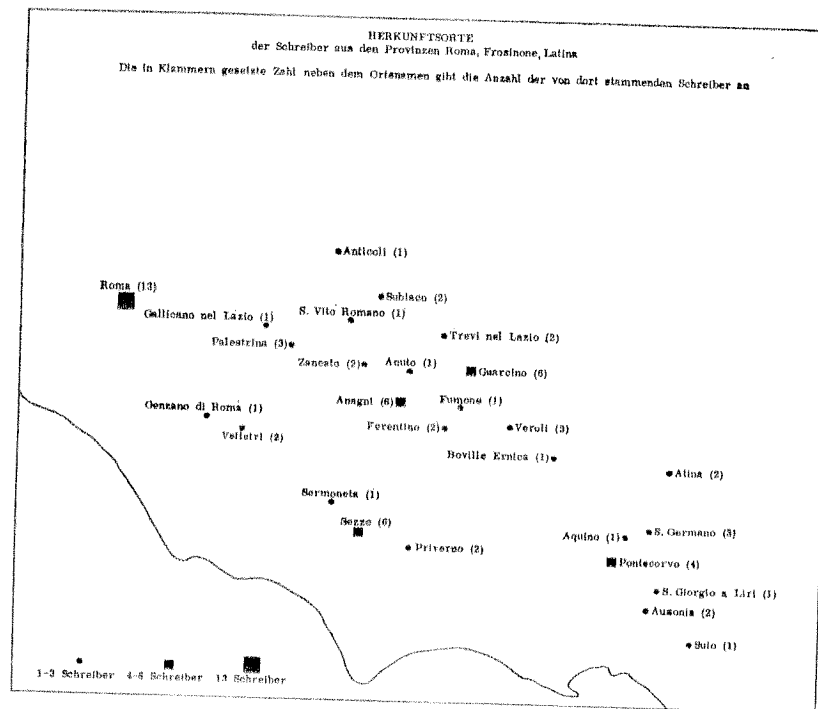 HERKUNFTSORTE
der Schreiber aus den Provinzen Roma, Frosinone, Latina
Die in Klammern gesetzte Zahl neben dem Ortsnamen gibt die Anzahl der von dort stammenden Schreiber an
Anticoli (1)
Roma (13)
Subiaco (2)
Gallicano nel Lazio (1)
S. Vito Romano (1)
Trevi nel Lazio (2)
Palestrina (3)
Zancato (2)
Acuto (1)
Guarcino (6)
Anagni (6)
Fumone (1)
Genzano di Roma (1)
Velletri (2)
Ferentino (2)
Veroli (3)
Boville Ernica (1)
Atina (2)
Sermoneta (1)
Sezze (6)
Priverno (2)
Aquino (1)
S. Germano (3)
Pontecorvo (4)
S. Giorgio a Liri (1)
Ausonia (2)
Suio (1)
1-3 Schreiber 4-6 Schreiber 13 Schreiber